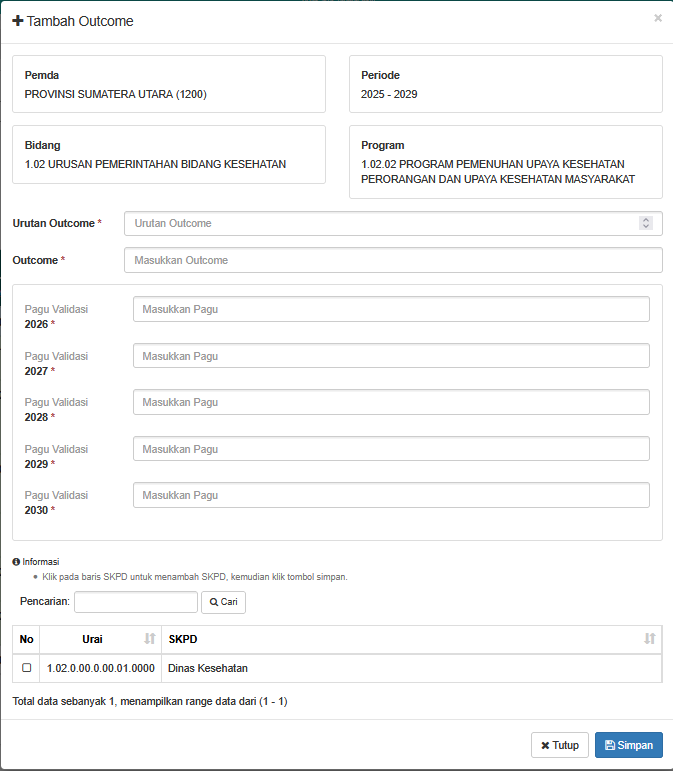 Tambah Outcome
Pemda
PROVINSI SUMATERA UTARA (1200)
Periode
2025 - 2029
Bidang
1.02 URUSAN PEMERINTAHAN BIDANG KESEHATAN
Program
1.02.02 PROGRAM PEMENUHAN UPAYA KESEHATAN
PERORANGAN DAN UPAYA KESEHATAN MASYARAKAT
Urutan Outcome *
Urutan Outcome
Outcome *
Masukkan Outcome
Pagu Validasi
2026 *
Masukkan Pagu
Pagu Validasi
2027 *
Masukkan Pagu
Pagu Validasi
2028 *
Masukkan Pagu
Pagu Validasi
2029 *
Masukkan Pagu
Pagu Validasi
2030 *
Masukkan Pagu
Informasi
• Klik pada baris SKPD untuk menambah SKPD, kemudian klik tombol simpan.
Pencarian:
Cari
No Urai SKPD
1.02.0.00.0.00.01.0000 Dinas Kesehatan
Total data sebanyak 1, menampilkan range data dari (1 - 1)
Tutup
Simpan